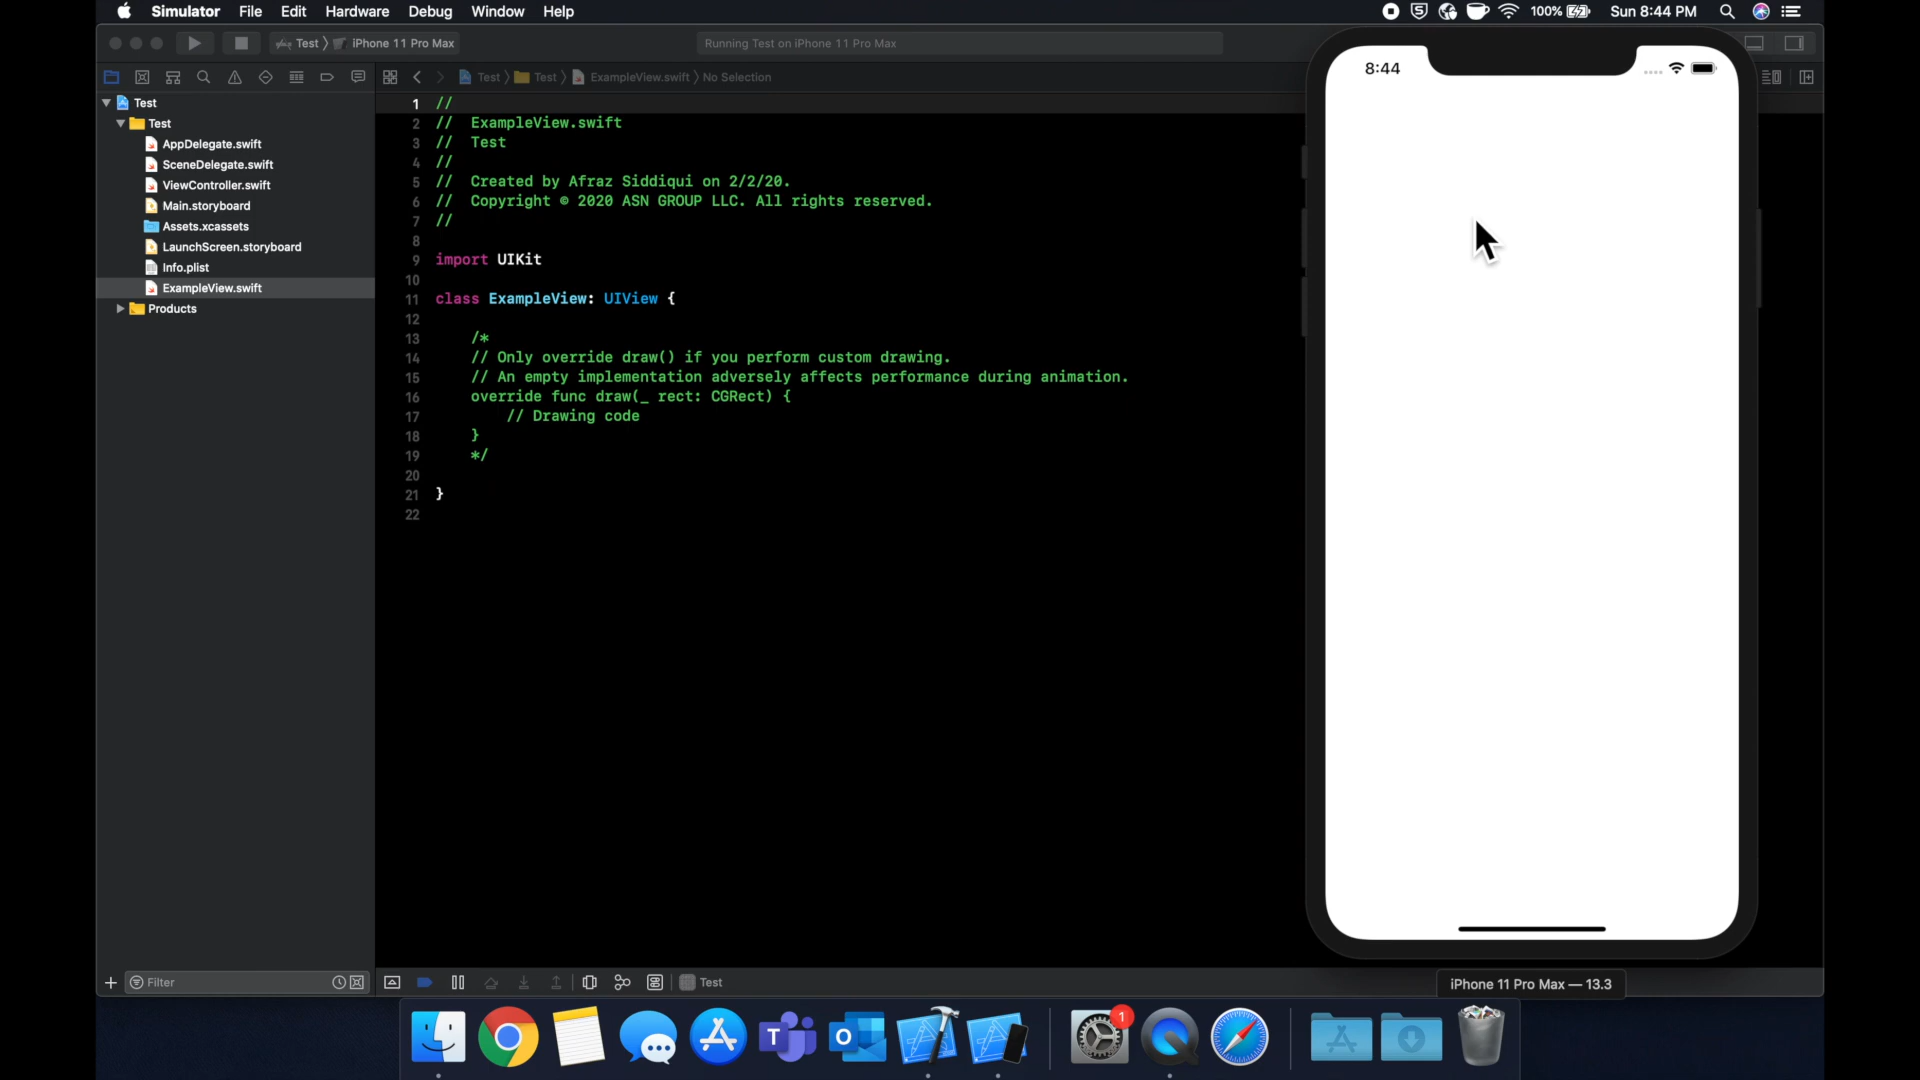 Simulator File Edit Hardware Debug Window Help
100% Sun 8:44 PM
Test iPhone 11 Pro Max
Running Test on iPhone 11 Pro Max
Test Test ExampleView.swift No Selection
Test
Test
AppDelegate.swift
SceneDelegate.swift
ViewController.swift
Main.storyboard
Assets.xcassets
LaunchScreen.storyboard
Info.plist
ExampleView.swift
Products
1 //
2 // ExampleView.swift
3 // Test
4 //
5 // Created by Afraz Siddiqui on 2/2/20.
6 // Copyright © 2020 ASN GROUP LLC. All rights reserved.
7 //
8
9 import UIKit
10
11 class ExampleView: UIView {
12
13 /*
14 // Only override draw() if you perform custom drawing.
15 // An empty implementation adversely affects performance during animation.
16 override func draw(_ rect: CGRect) {
17 // Drawing code
18 }
19 */
20
21 }
22
8:44
Filter
Test
iPhone 11 Pro Max — 13.3
T
O
1